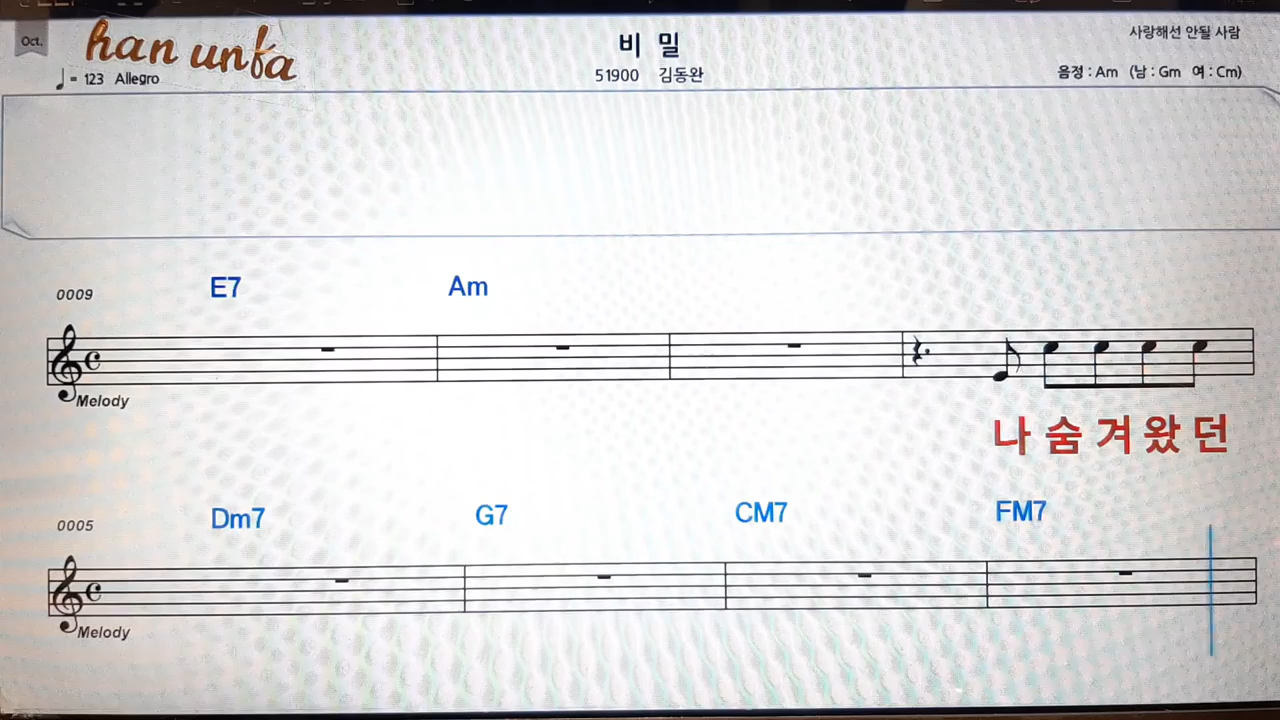 Oct.
han unfa
♩ = 123 Allegro
비 밀
51900 김동완
사랑해선 안될 사람
음정 : Am (남 : Gm 여 : Cm)
0009
E7 Am
Melody
나 숨 겨 왔 던
0005
Dm7 G7 CM7 FM7
Melody